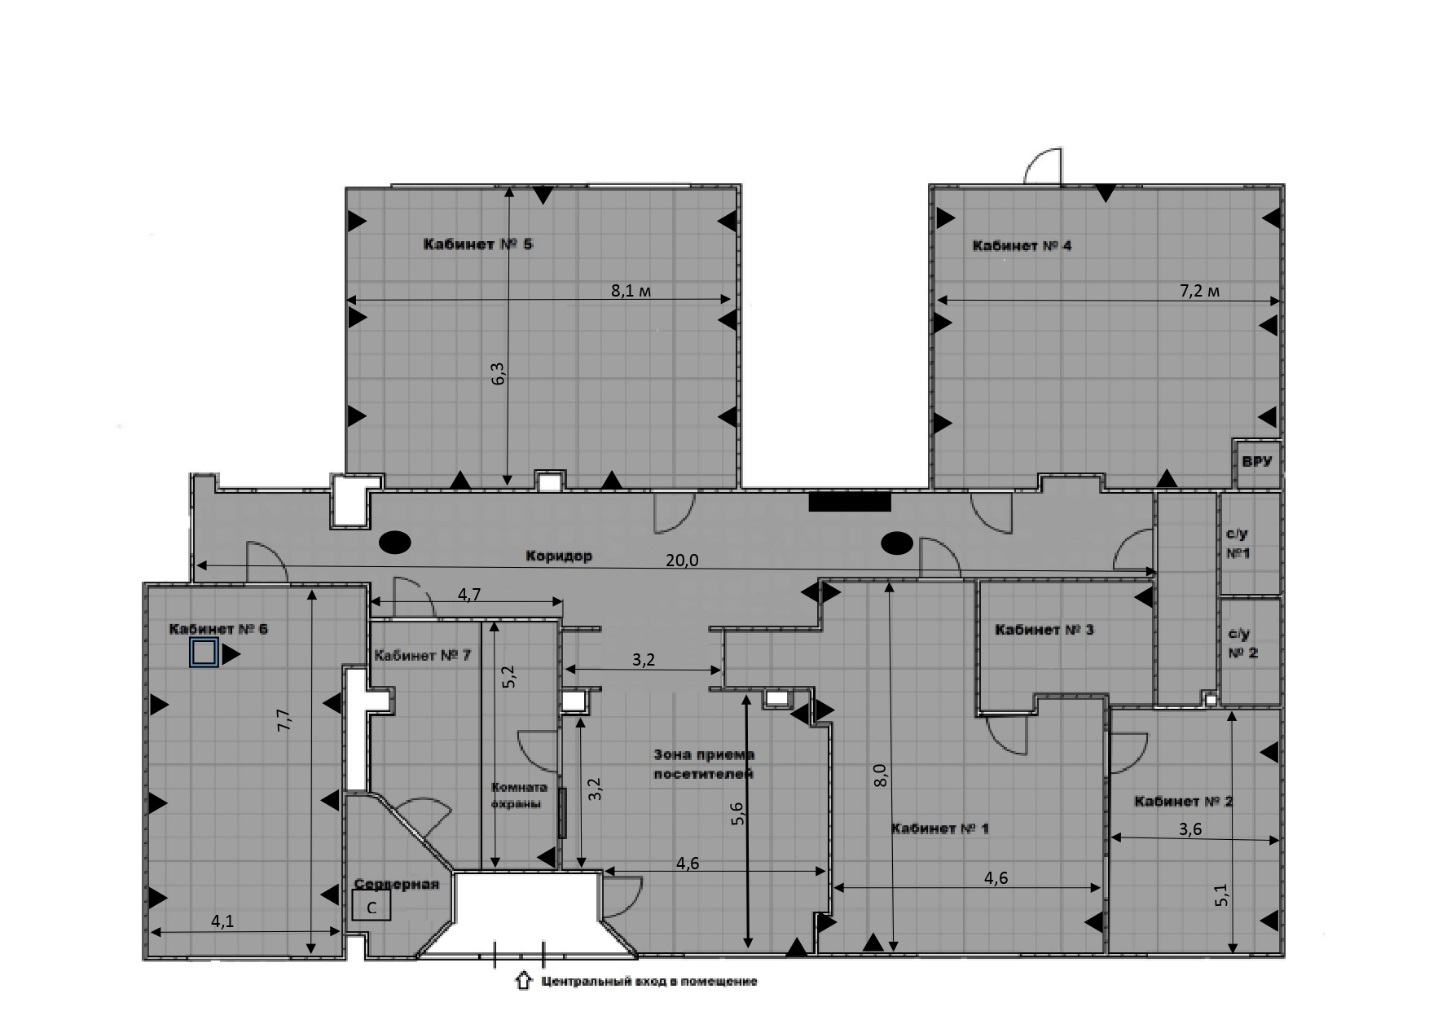 Кабинет № 5
Кабинет № 4
8,1 м
7,2 м
6,3
ВРУ
с/у
№1
Коридор
20,0
4,7
Кабинет № 6
Кабинет № 7
5,2
3,2
Кабинет № 3
с/у
№ 2
7,7
Зона приема
посетителей
3,2
5,6
8,0
Комната
охраны
Кабинет № 1
Кабинет № 2
3,6
4,6
4,6
5,1
Серверная
С
4,1
Центральный вход в помещение